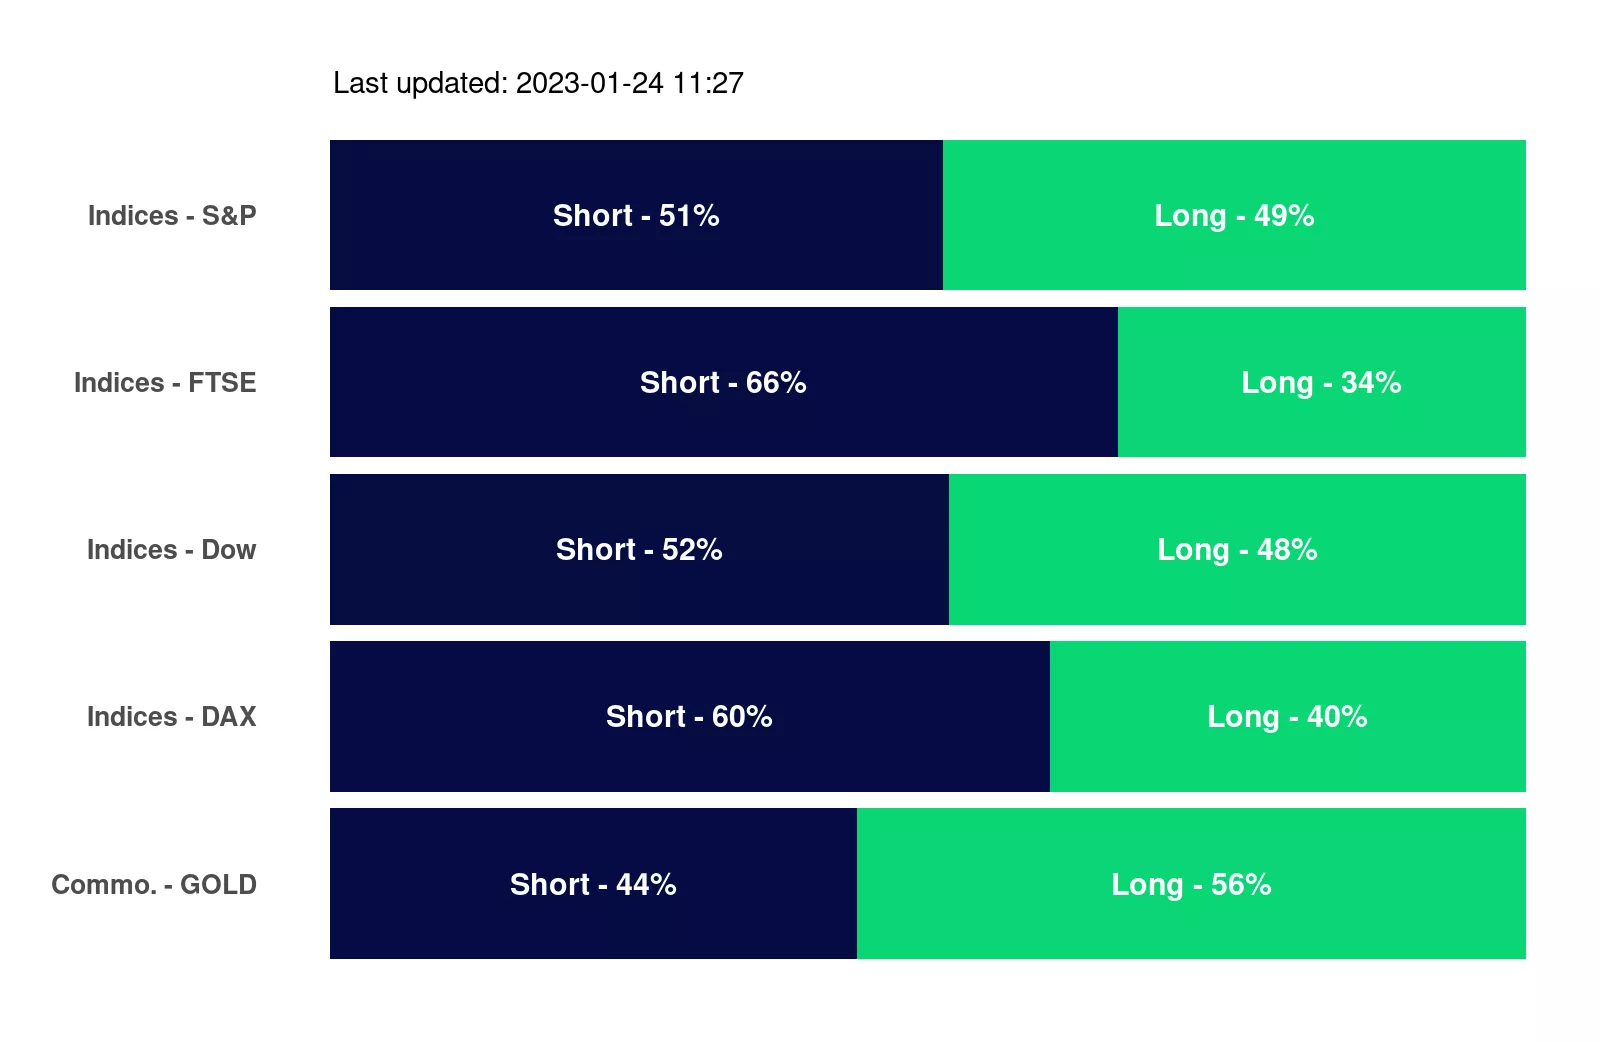 Last updated: 2023-01-24 11:27
Indices - S&P Short - 51% Long - 49%
Indices - FTSE Short - 66% Long - 34%
Indices - Dow Short - 52% Long - 48%
Indices - DAX Short - 60% Long - 40%
Commo. - GOLD Short - 44% Long - 56%